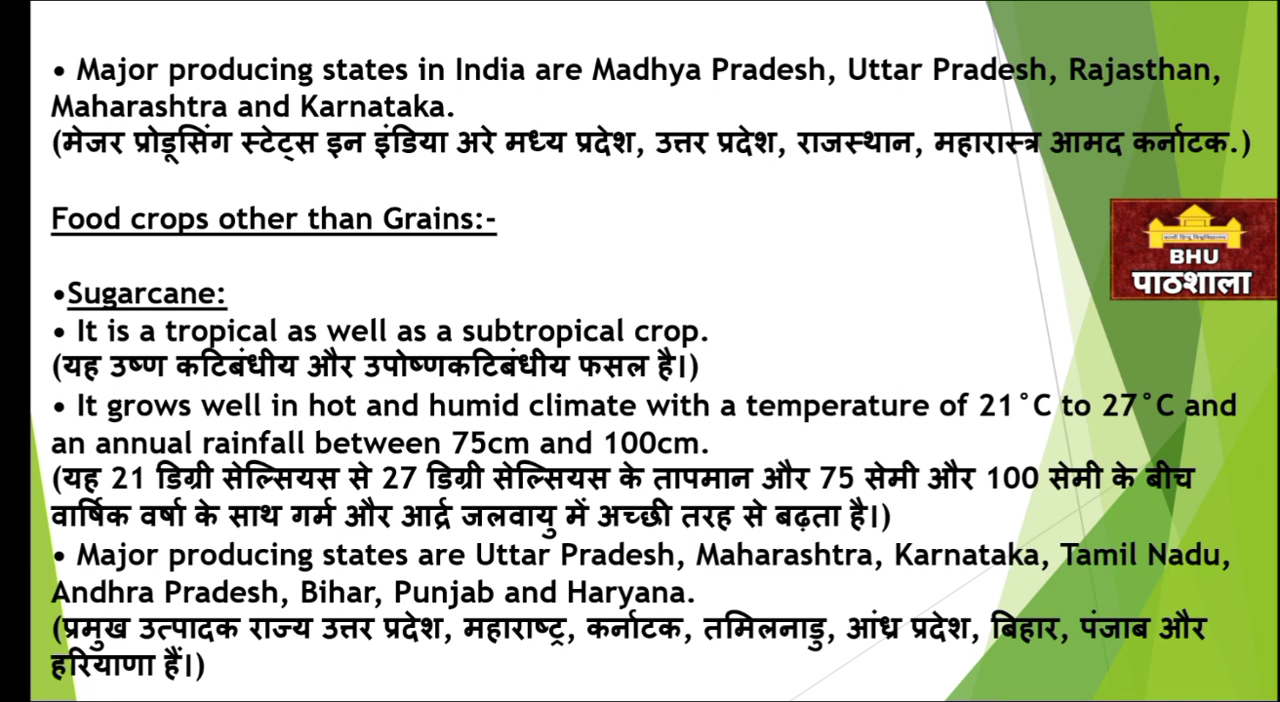 • Major producing states in India are Madhya Pradesh, Uttar Pradesh, Rajasthan,
Maharashtra and Karnataka.
(मेजर प्रोडूसिंग स्टेट्स इन इंडिया अरे मध्य प्रदेश, उत्तर प्रदेश, राजस्थान, महारास्त्र आमद कर्नाटक.)
Food crops other than Grains:-
•Sugarcane:
• It is a tropical as well as a subtropical crop.
(यह उष्ण कटिबंधीय और उपोष्णकटिबंधीय फसल है।)
• It grows well in hot and humid climate with a temperature of 21°C to 27°C and
an annual rainfall between 75cm and 100cm.
(यह 21 डिग्री सेल्सियस से 27 डिग्री सेल्सियस के तापमान और 75 सेमी और 100 सेमी के बीच
वार्षिक वर्षा के साथ गर्म और आर्द्र जलवायु में अच्छी तरह से बढ़ता है।)
• Major producing states are Uttar Pradesh, Maharashtra, Karnataka, Tamil Nadu,
Andhra Pradesh, Bihar, Punjab and Haryana.
(प्रमुख उत्पादक राज्य उत्तर प्रदेश, महाराष्ट्र, कर्नाटक, तमिलनाडु, आंध्र प्रदेश, बिहार, पंजाब और
हरियाणा हैं।)
काशी हिन्दू विश्वविद्यालय
BHU
पाठशाला